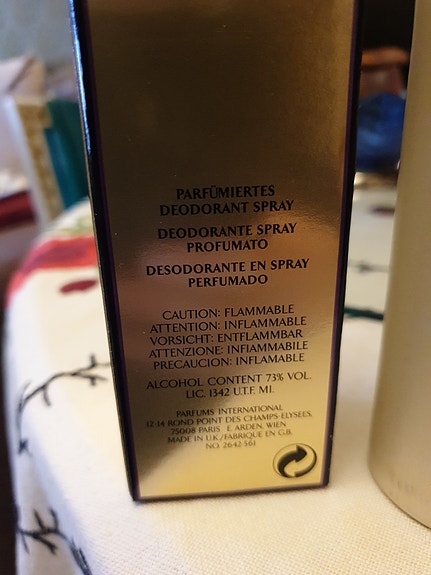 PARFÜMIERTES
DEODORANT SPRAY
DEODORANTE SPRAY
PROFUMATO
DESODORANTE EN SPRAY
PERFUMADO
CAUTION: FLAMMABLE
ATTENTION: INFLAMMABLE
VORSICHT: ENTFLAMMBAR
ATTENZIONE: INFIAMMABILE
PRECAUCION: INFLAMABLE
ALCOHOL CONTENT 73% VOL.
LIC. 1342 U.T.F. MI.
PARFUMS INTERNATIONAL
12-14 ROND POINT DES CHAMPS-ELYSEES,
75008 PARIS E. ARDEN, WIEN
MADE IN U.K./FABRIQUE EN G.B.
NO. 2642-561